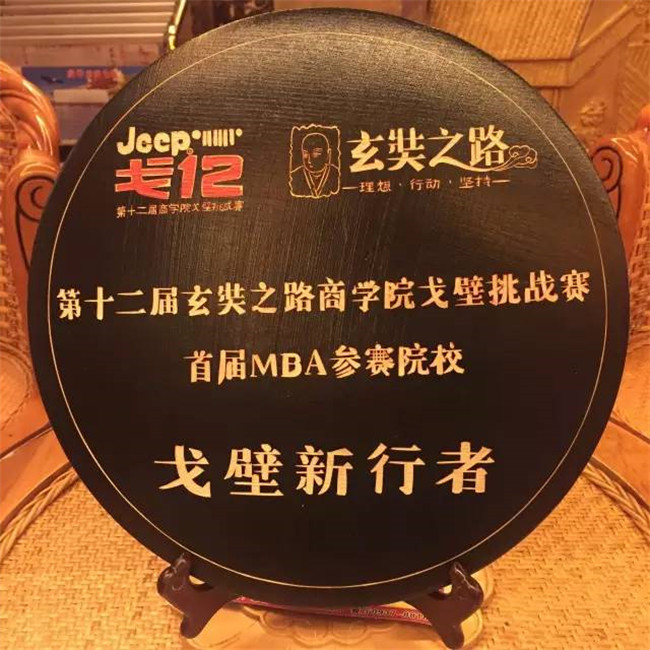 Jeep
戈12
第十二届商学院戈壁挑战赛
玄奘之路
理想·行动·坚持
第十二届玄奘之路商学院戈壁挑战赛
首届MBA参赛院校
戈壁新行者